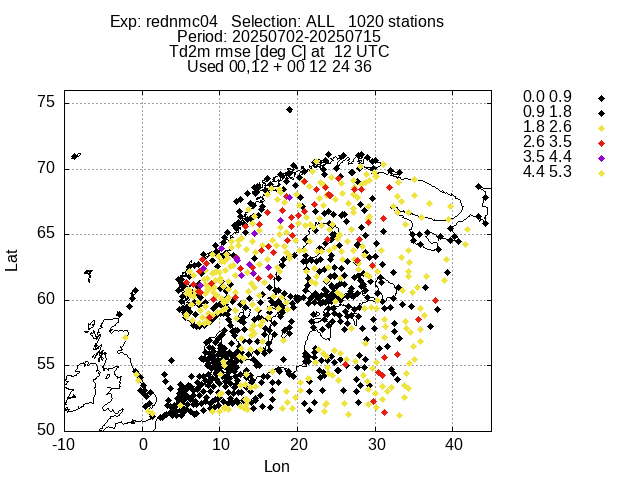 Exp: rednmc04   Selection: ALL   1020 stations
Period: 20250702-20250715
Td2m rmse [deg C] at  12 UTC
Used 00,12 + 00 12 24 36
0.0 0.9
0.9 1.8
1.8 2.6
2.6 3.5
3.5 4.4
4.4 5.3
75
70
65
60
55
50
Lat
-10 0 10 20 30 40
Lon